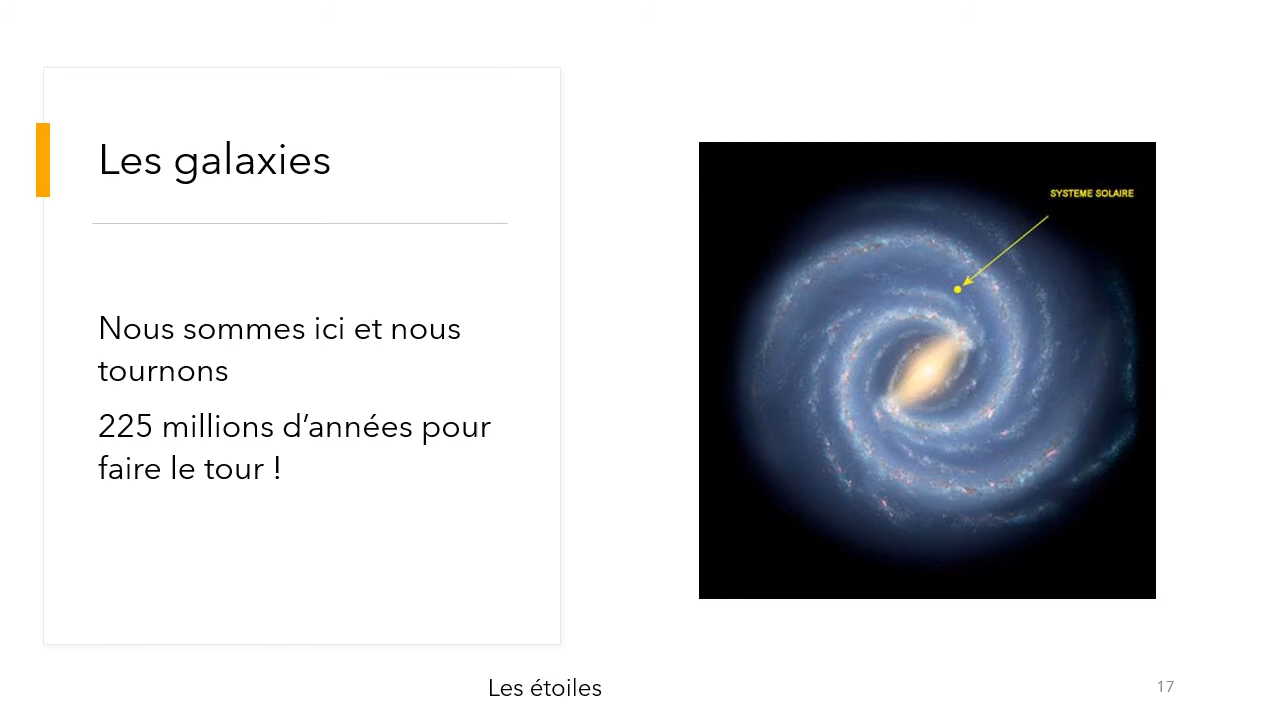 Les galaxies
Nous sommes ici et nous
tournons
225 millions d’années pour
faire le tour !
SYSTEME SOLAIRE
Les étoiles
17